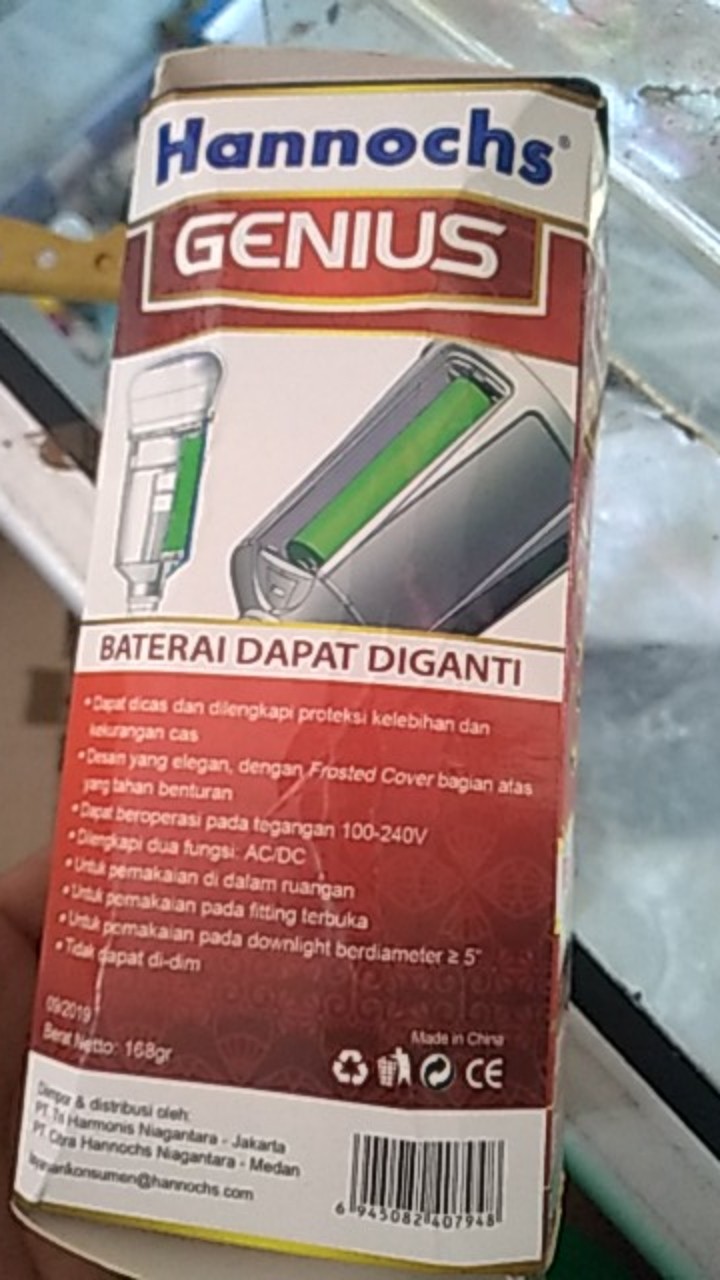 Hannochs®
GENIUS
BATERAI DAPAT DIGANTI
• Dapat dicas dan dilengkapi proteksi kelebihan dan
kekurangan cas
• Desain yang elegan, dengan Frosted Cover bagian atas
yang tahan benturan
• Dapat beroperasi pada tegangan 100-240V
• Dilengkapi dua fungsi: AC/DC
• Untuk pemakaian di dalam ruangan
• Untuk pemakaian pada fitting terbuka
• Untuk pemakaian pada downlight berdiameter ≥ 5"
• Tidak dapat di-dim
09/2019
Berat Netto: 168gr
Made in China
CE
Diimpor & distribusi oleh:
PT. Tri Harmonis Niagantara - Jakarta
PT. Citra Hannochs Niagantara - Medan
layanankonsumen@hannochs.com
6 945082 407948